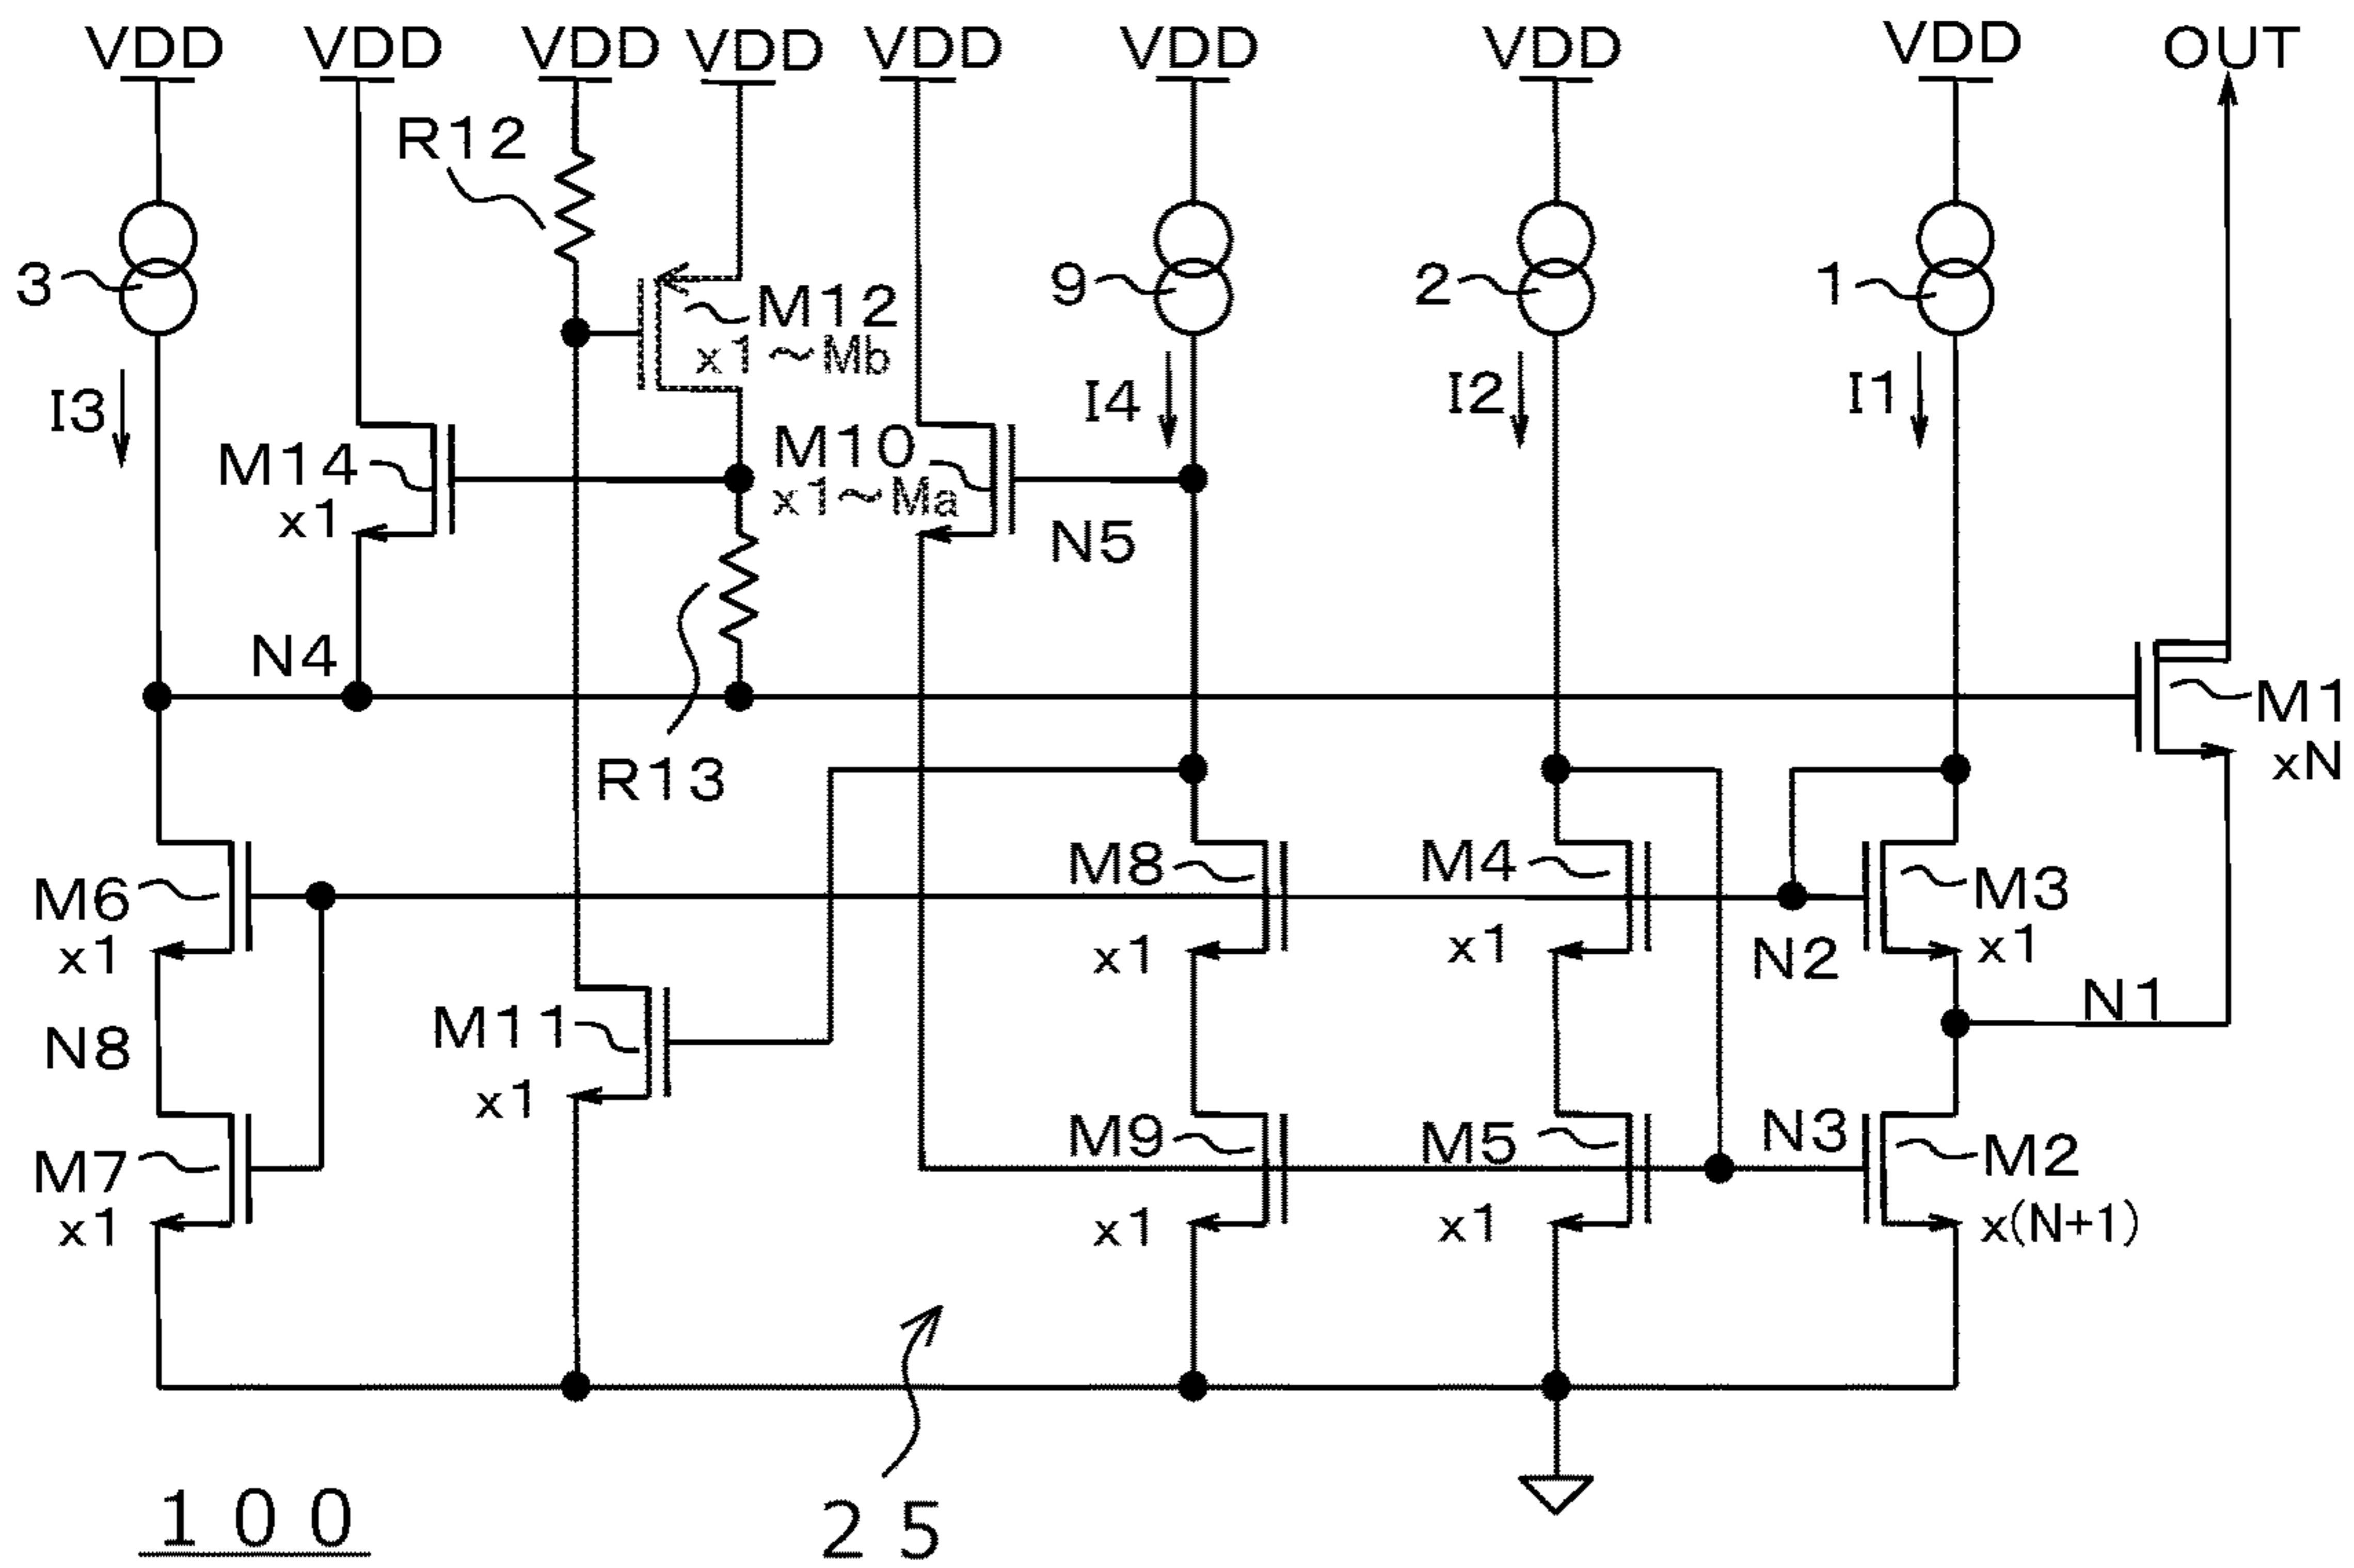 VDD VDD VDD VDD VDD VDD VDD VDD OUT
R12
3 9 2 1
M12
x1～Mb
I3 I4 I2 I1
M14 M10
x1 x1～Ma
N5
N4
M1
xN
R13
M6 M8 M4 M3
x1 x1 x1 x1
N2
N1
N8 M11
x1
M7 M9 M5 N3 M2
x1 x1 x1 x(N+1)
100 25